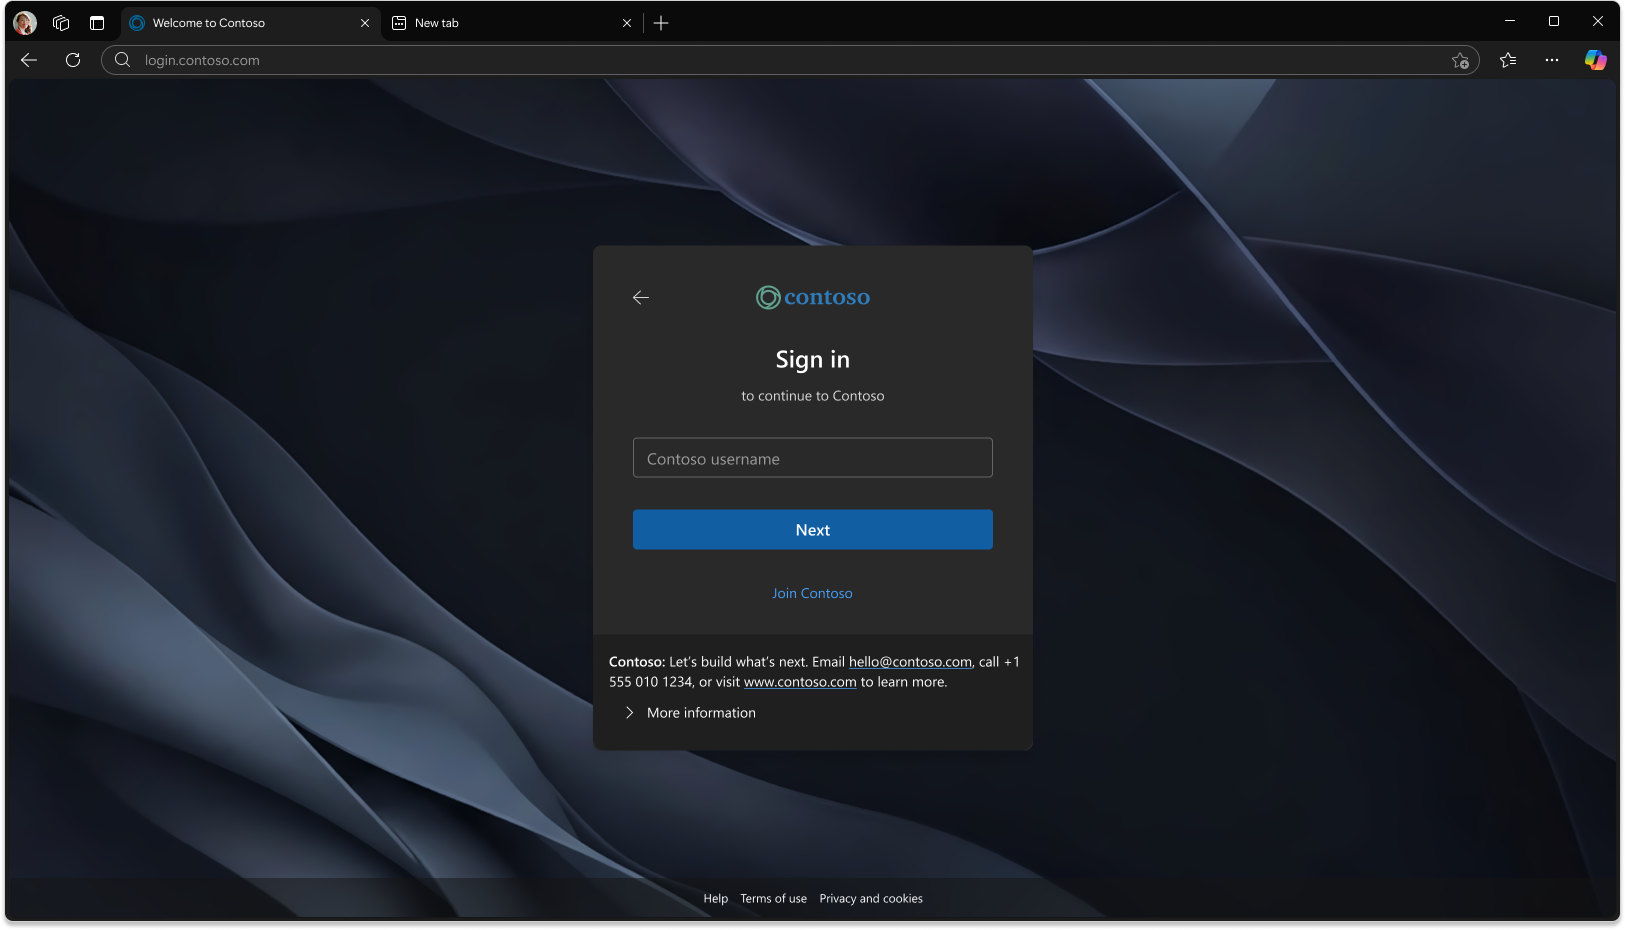 Welcome to Contoso
New tab
login.contoso.com
contoso
Sign in
to continue to Contoso
Contoso username
Next
Join Contoso
Contoso: Let's build what's next. Email hello@contoso.com, call +1
555 010 1234, or visit www.contoso.com to learn more.
More information
Help Terms of use Privacy and cookies